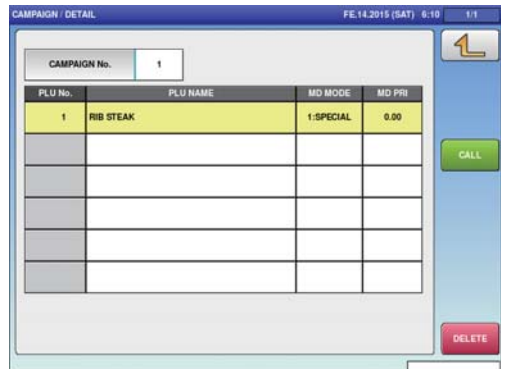 CAMPAIGN / DETAIL FE.14.2015 (SAT) 6:10 1/1
CAMPAIGN No. 1
PLU No. PLU NAME MD MODE MD PRI
1 RIB STEAK 1:SPECIAL 0.00
CALL
DELETE